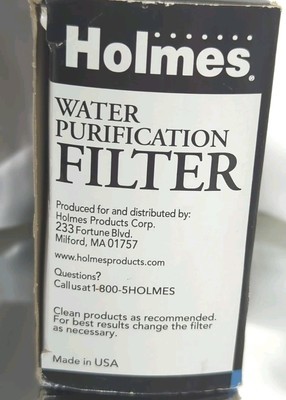 Holmes®
WATER
PURIFICATION
FILTER
Produced for and distributed by:
Holmes Products Corp.
233 Fortune Blvd.
Milford, MA 01757
www.holmesproducts.com
Questions?
Call us at 1-800-5HOLMES
Clean products as recommended.
For best results change the filter
as necessary.
Made in USA